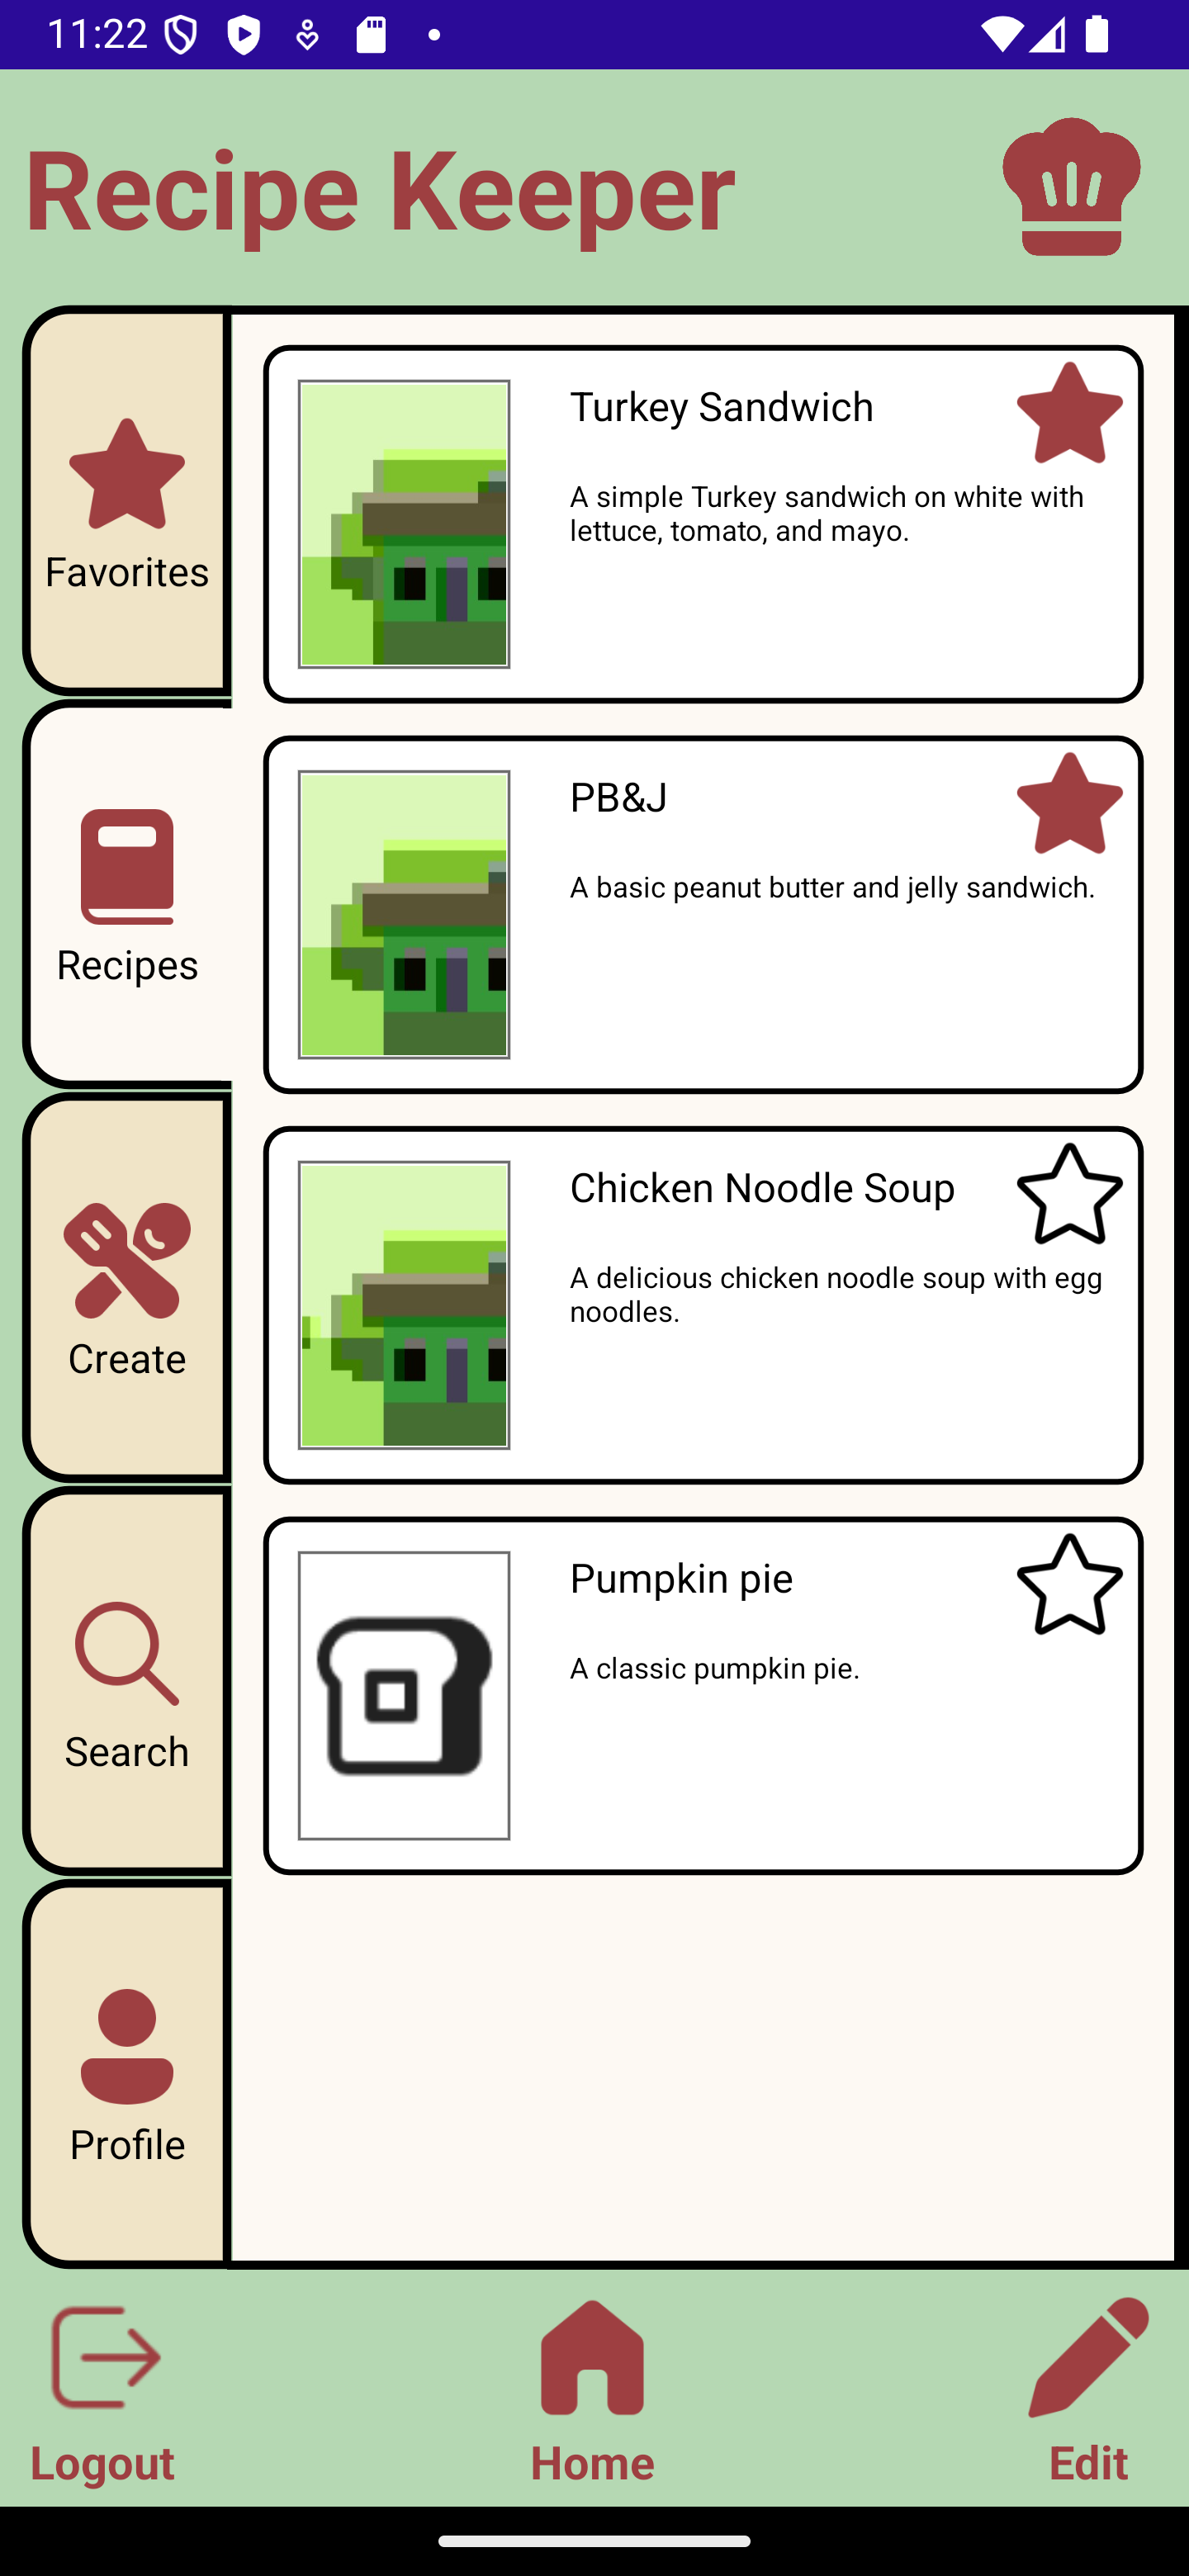 11:22
Recipe Keeper
Favorites
Recipes
Create
Search
Profile
Turkey Sandwich
A simple Turkey sandwich on white with
lettuce, tomato, and mayo.
PB&J
A basic peanut butter and jelly sandwich.
Chicken Noodle Soup
A delicious chicken noodle soup with egg
noodles.
Pumpkin pie
A classic pumpkin pie.
Logout
Home
Edit